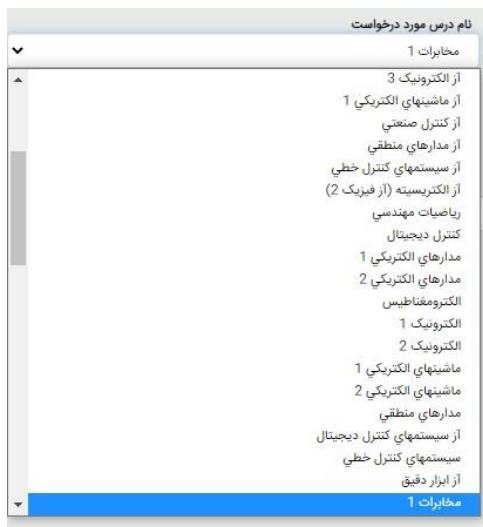 نام درس مورد درخواست
مخابرات 1
آز الکترونیک 3
آز ماشینهاي الکتریکي 1
آز کنترل صنعتي
آز مدارهاي منطقي
آز سیستمهاي کنترل خطي
آز الکتریسیته (آز فیزیک 2)
ریاضیات مهندسي
کنترل دیجیتال
مدارهاي الکتریکي 1
مدارهاي الکتریکي 2
الکترومغناطیس
الکترونیک 1
الکترونیک 2
ماشینهاي الکتریکي 1
ماشینهاي الکتریکي 2
مدارهاي منطقي
آز سیستمهاي کنترل دیجیتال
سیستمهاي کنترل خطي
آز ابزار دقیق
مخابرات 1